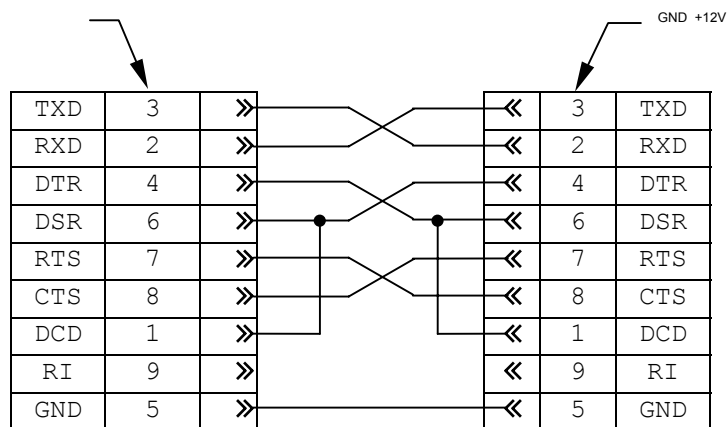 GND +12V
TXD 3 3 TXD
RXD 2 2 RXD
DTR 4 4 DTR
DSR 6 6 DSR
RTS 7 7 RTS
CTS 8 8 CTS
DCD 1 1 DCD
RI 9 9 RI
GND 5 5 GND